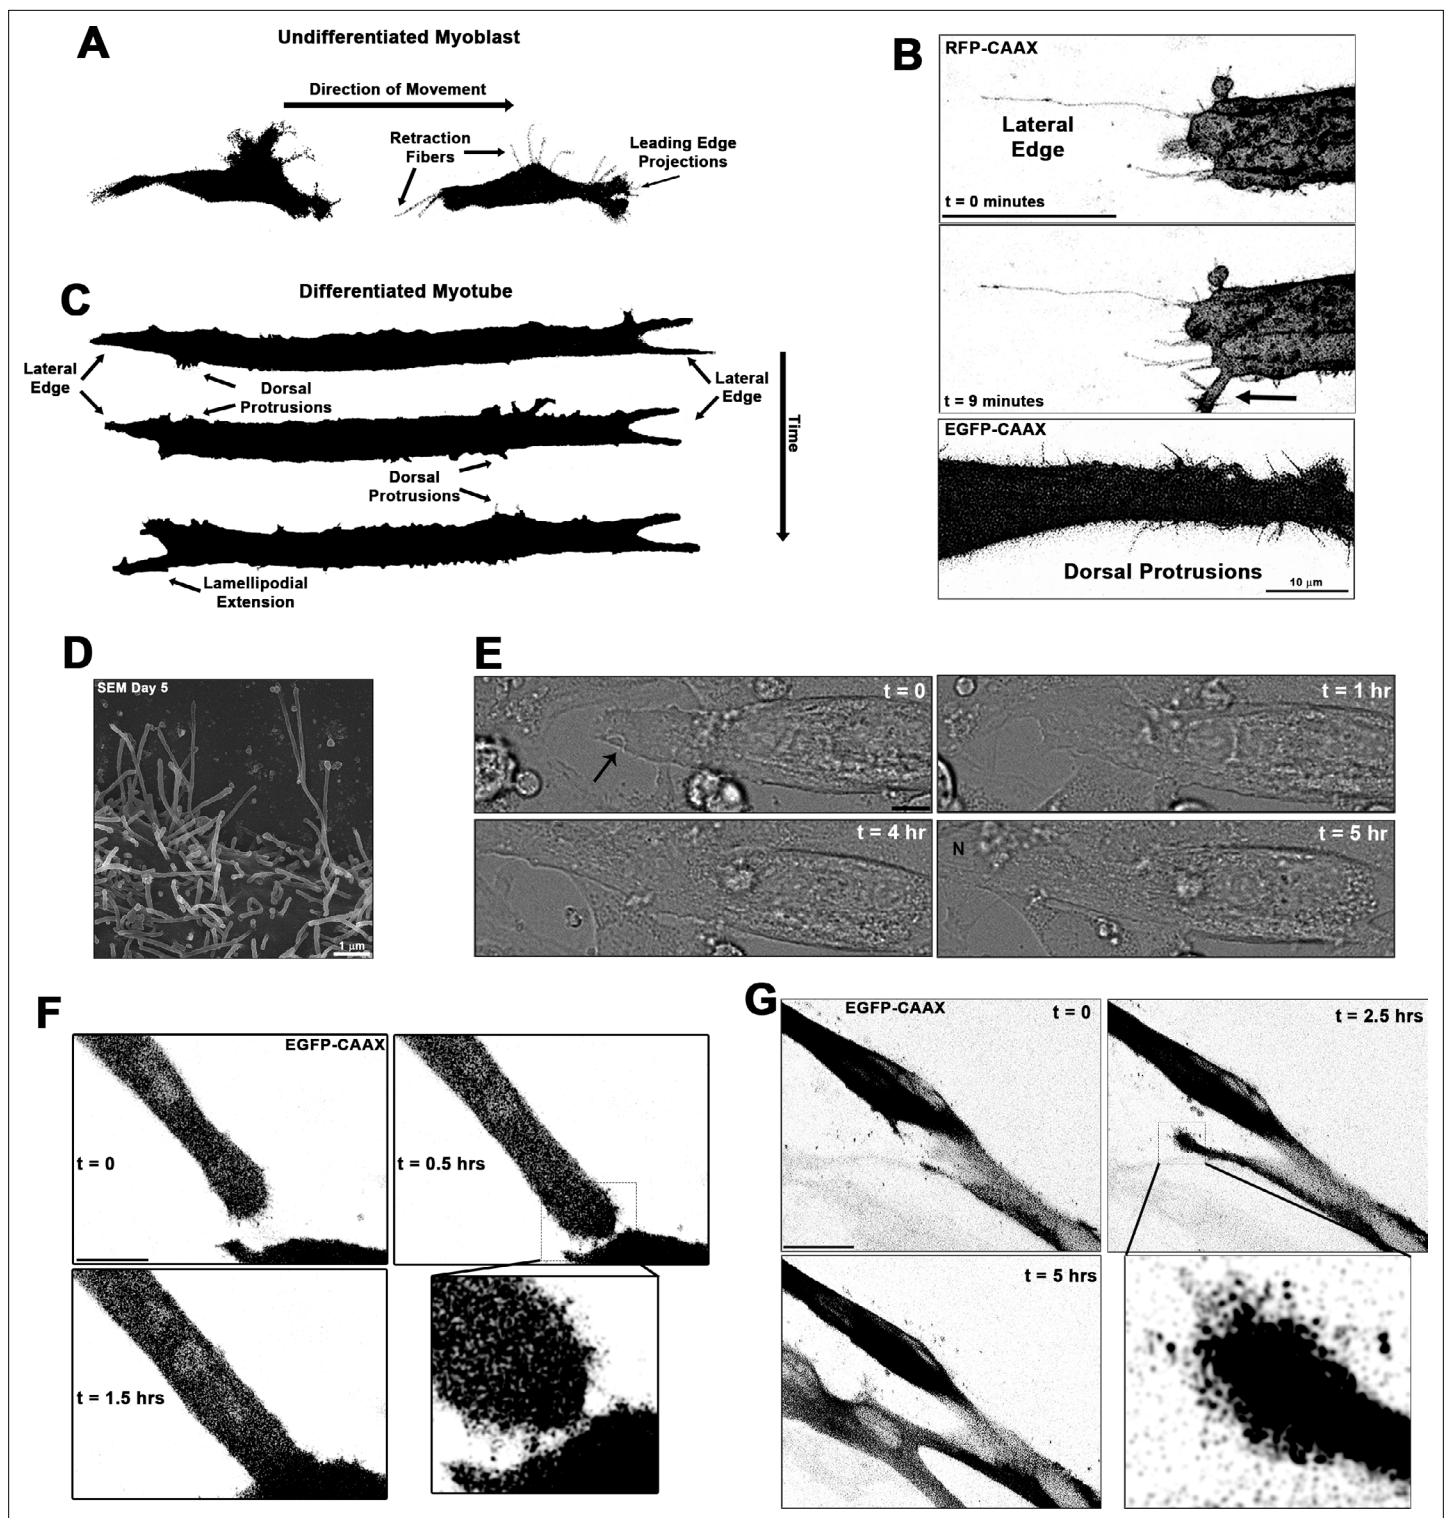 A
Undifferentiated Myoblast
Direction of Movement
Retraction
Fibers
Leading Edge
Projections
B
RFP-CAAX
Lateral
Edge
t = 0 minutes
t = 9 minutes
EGFP-CAAX
Dorsal Protrusions
10 µm
C
Differentiated Myotube
Lateral
Edge
Dorsal
Protrusions
Lateral
Edge
Time
Dorsal
Protrusions
Lamellipodial
Extension
D
SEM Day 5
1 µm
E
t = 0
t = 1 hr
t = 4 hr
N
t = 5 hr
F
EGFP-CAAX
t = 0
t = 0.5 hrs
t = 1.5 hrs
G
EGFP-CAAX
t = 0
t = 2.5 hrs
t = 5 hrs